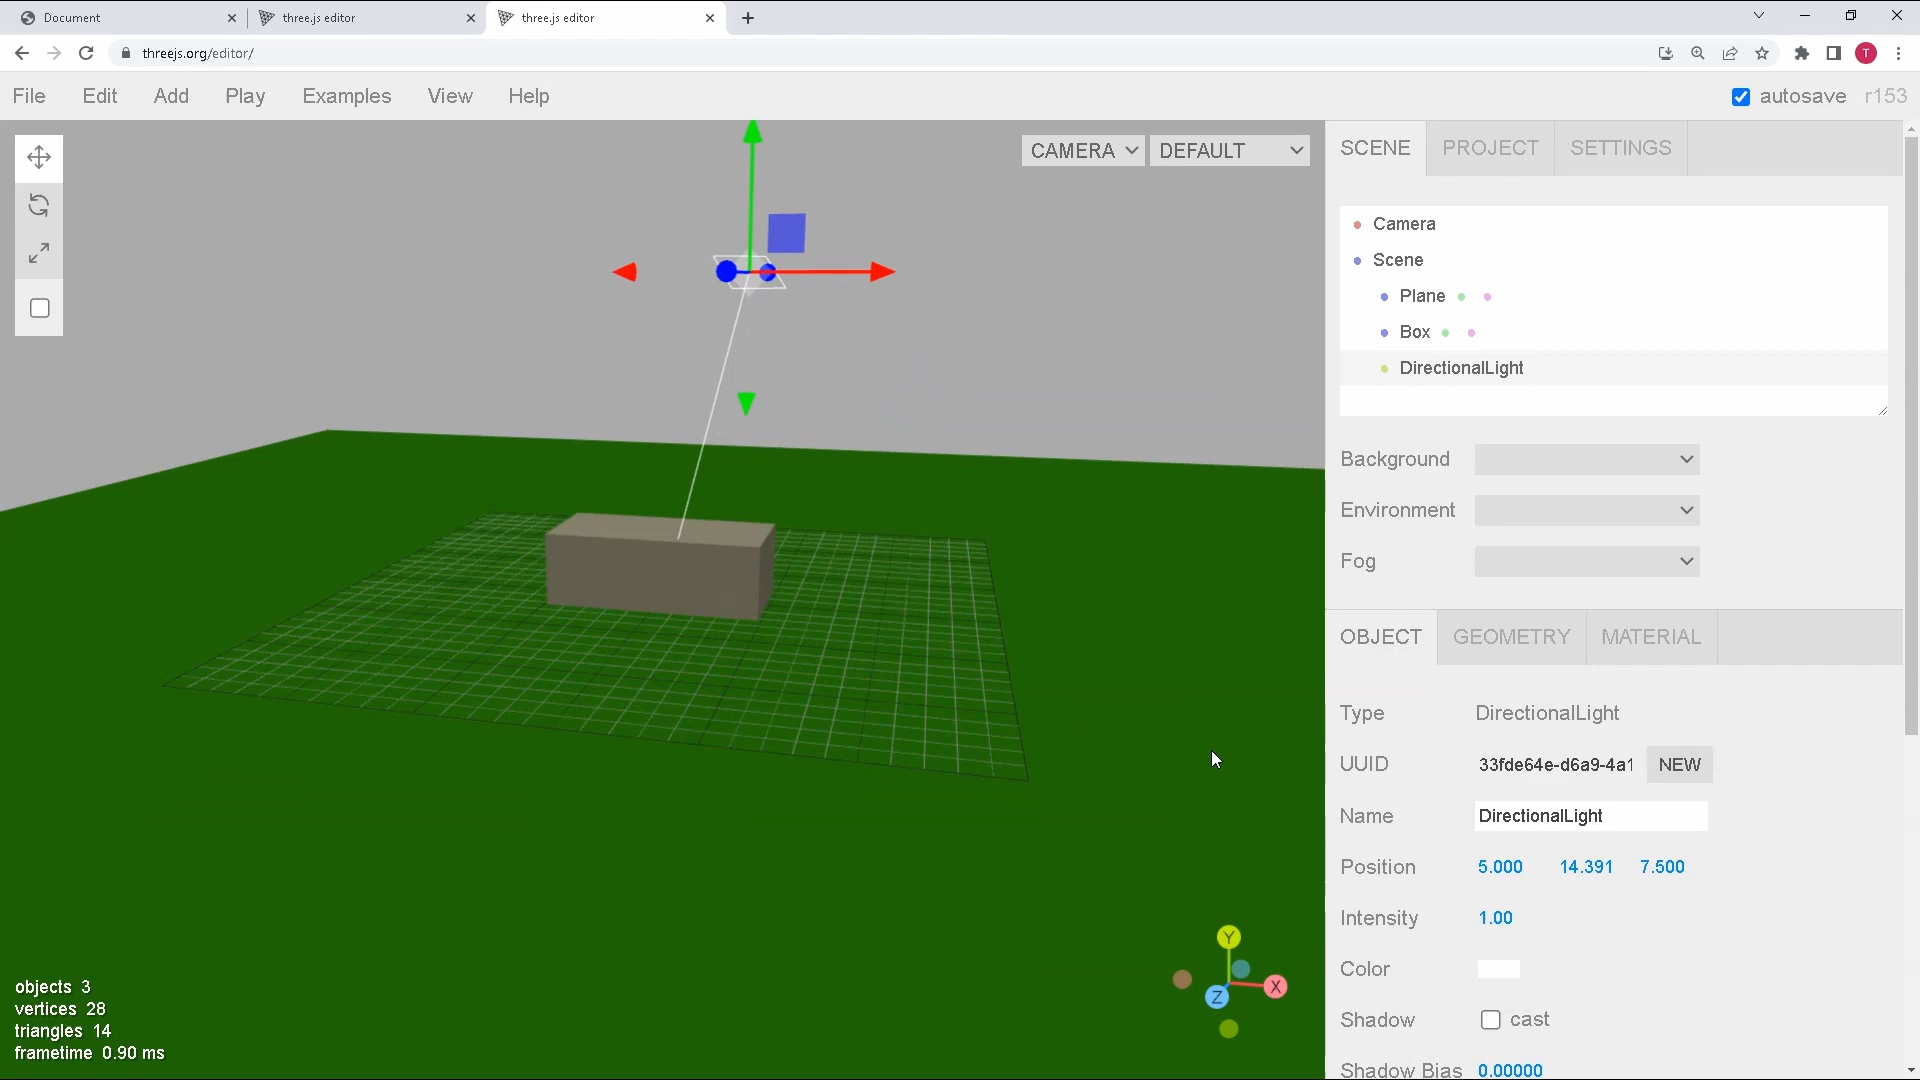 Document
three.js editor
three.js editor
threejs.org/editor/
T
File Edit Add Play Examples View Help
autosave r153
CAMERA DEFAULT
SCENE PROJECT SETTINGS
Camera
Scene
Plane
Box
DirectionalLight
Background
Environment
Fog
OBJECT GEOMETRY MATERIAL
Type DirectionalLight
UUID 33fde64e-d6a9-4a1 NEW
Name DirectionalLight
Position 5.000 14.391 7.500
Intensity 1.00
Color
Shadow cast
Shadow Bias 0.00000
Y
X
Z
objects 3
vertices 28
triangles 14
frametime 0.90 ms